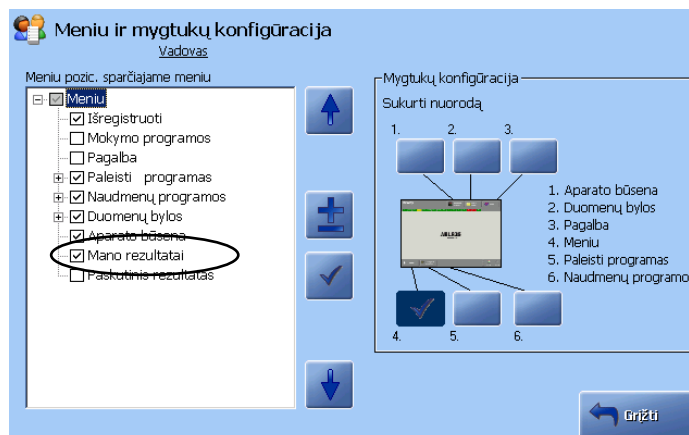 Meniu ir mygtukų konfigūracija
Vadovas
Meniu pozic. sparčiajame meniu
Meniu
Išregistruoti
Mokymo programos
Pagalba
Paleisti programas
Naudmenų programos
Duomenų bylos
Aparato būsena
Mano rezultatai
Paskutinis rezultatas
Mygtukų konfigūracija
Sukurti nuorodą
1. 2. 3.
ABL835
4. 5. 6.
1. Aparato būsena
2. Duomenų bylos
3. Pagalba
4. Meniu
5. Paleisti programas
6. Naudmenų programo
Grįžti